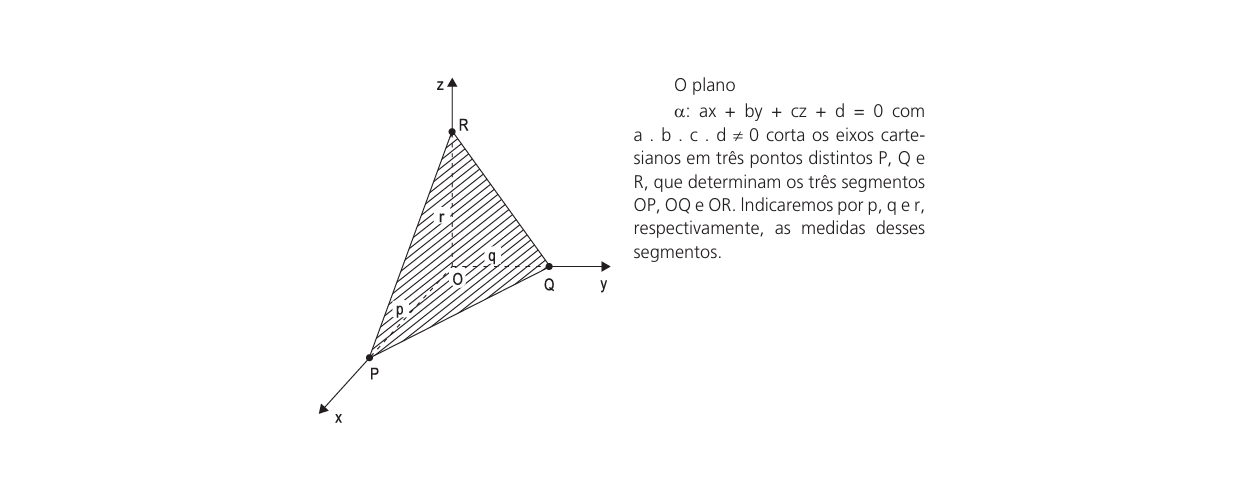 z
R
r
q
O
Q
y
p
P
x
O plano
α: ax + by + cz + d = 0 com
a . b . c . d ≠ 0 corta os eixos carte-
sianos em três pontos distintos P, Q e
R, que determinam os três segmentos
OP, OQ e OR. Indicaremos por p, q e r,
respectivamente, as medidas desses
segmentos.